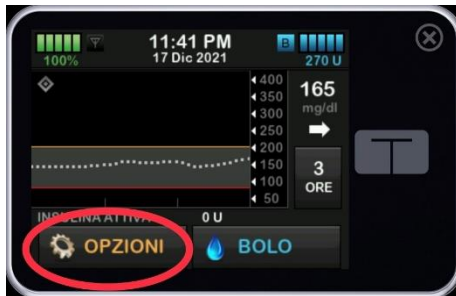 11:41 PM
17 Dic 2021
100%
B
270 U
400
350
300
250
200
150
100
50
165
mg/dl
3
ORE
INSULINA ATTIVA
0 U
OPZIONI
BOLO